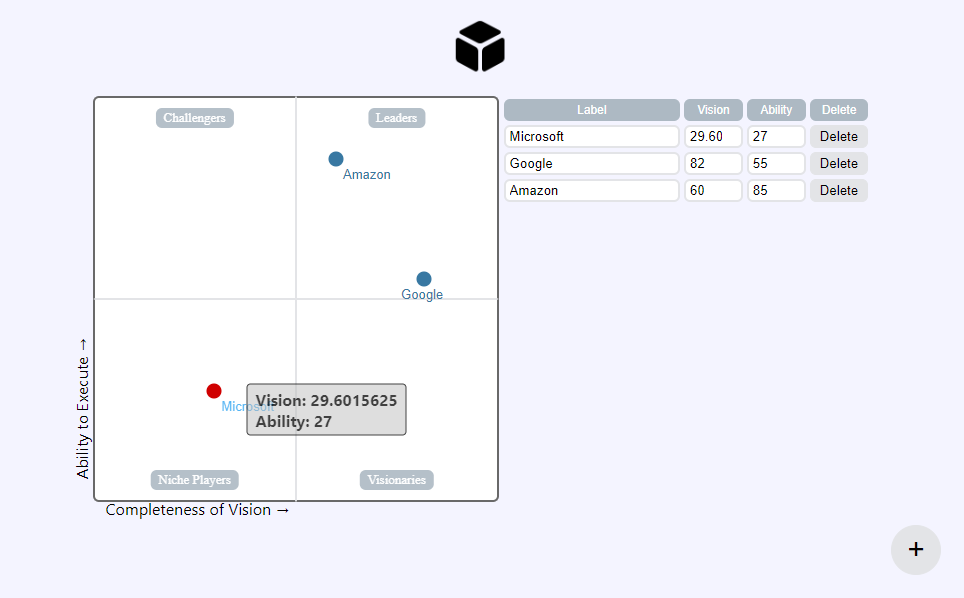 Challengers
Leaders
Amazon
Google
Microsoft
Vision: 29.6015625
Ability: 27
Niche Players
Visionaries
Ability to Execute →
Completeness of Vision →
Label Vision Ability Delete
Microsoft 29.60 27 Delete
Google 82 55 Delete
Amazon 60 85 Delete
+